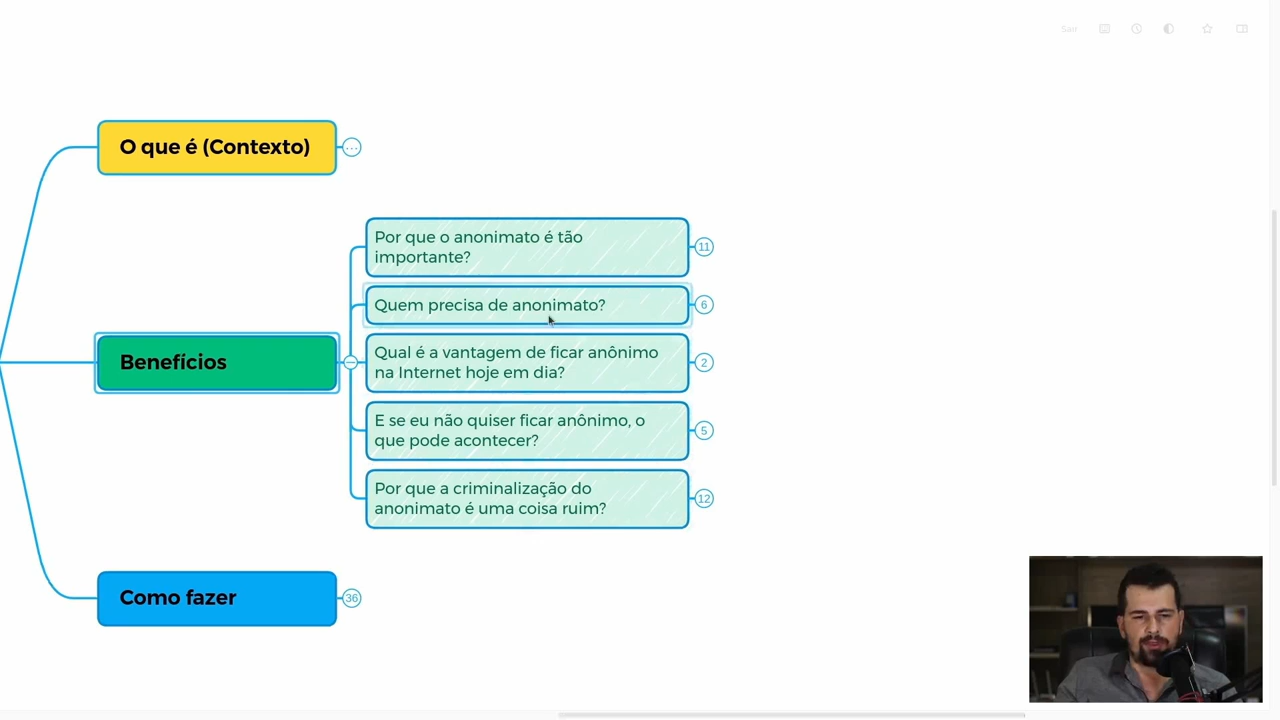 Sair
O que é (Contexto)
...
Por que o anonimato é tão
importante?
11
Quem precisa de anonimato?
6
Benefícios
Qual é a vantagem de ficar anônimo
na Internet hoje em dia?
2
E se eu não quiser ficar anônimo, o
que pode acontecer?
5
Por que a criminalização do
anonimato é uma coisa ruim?
12
Como fazer
36